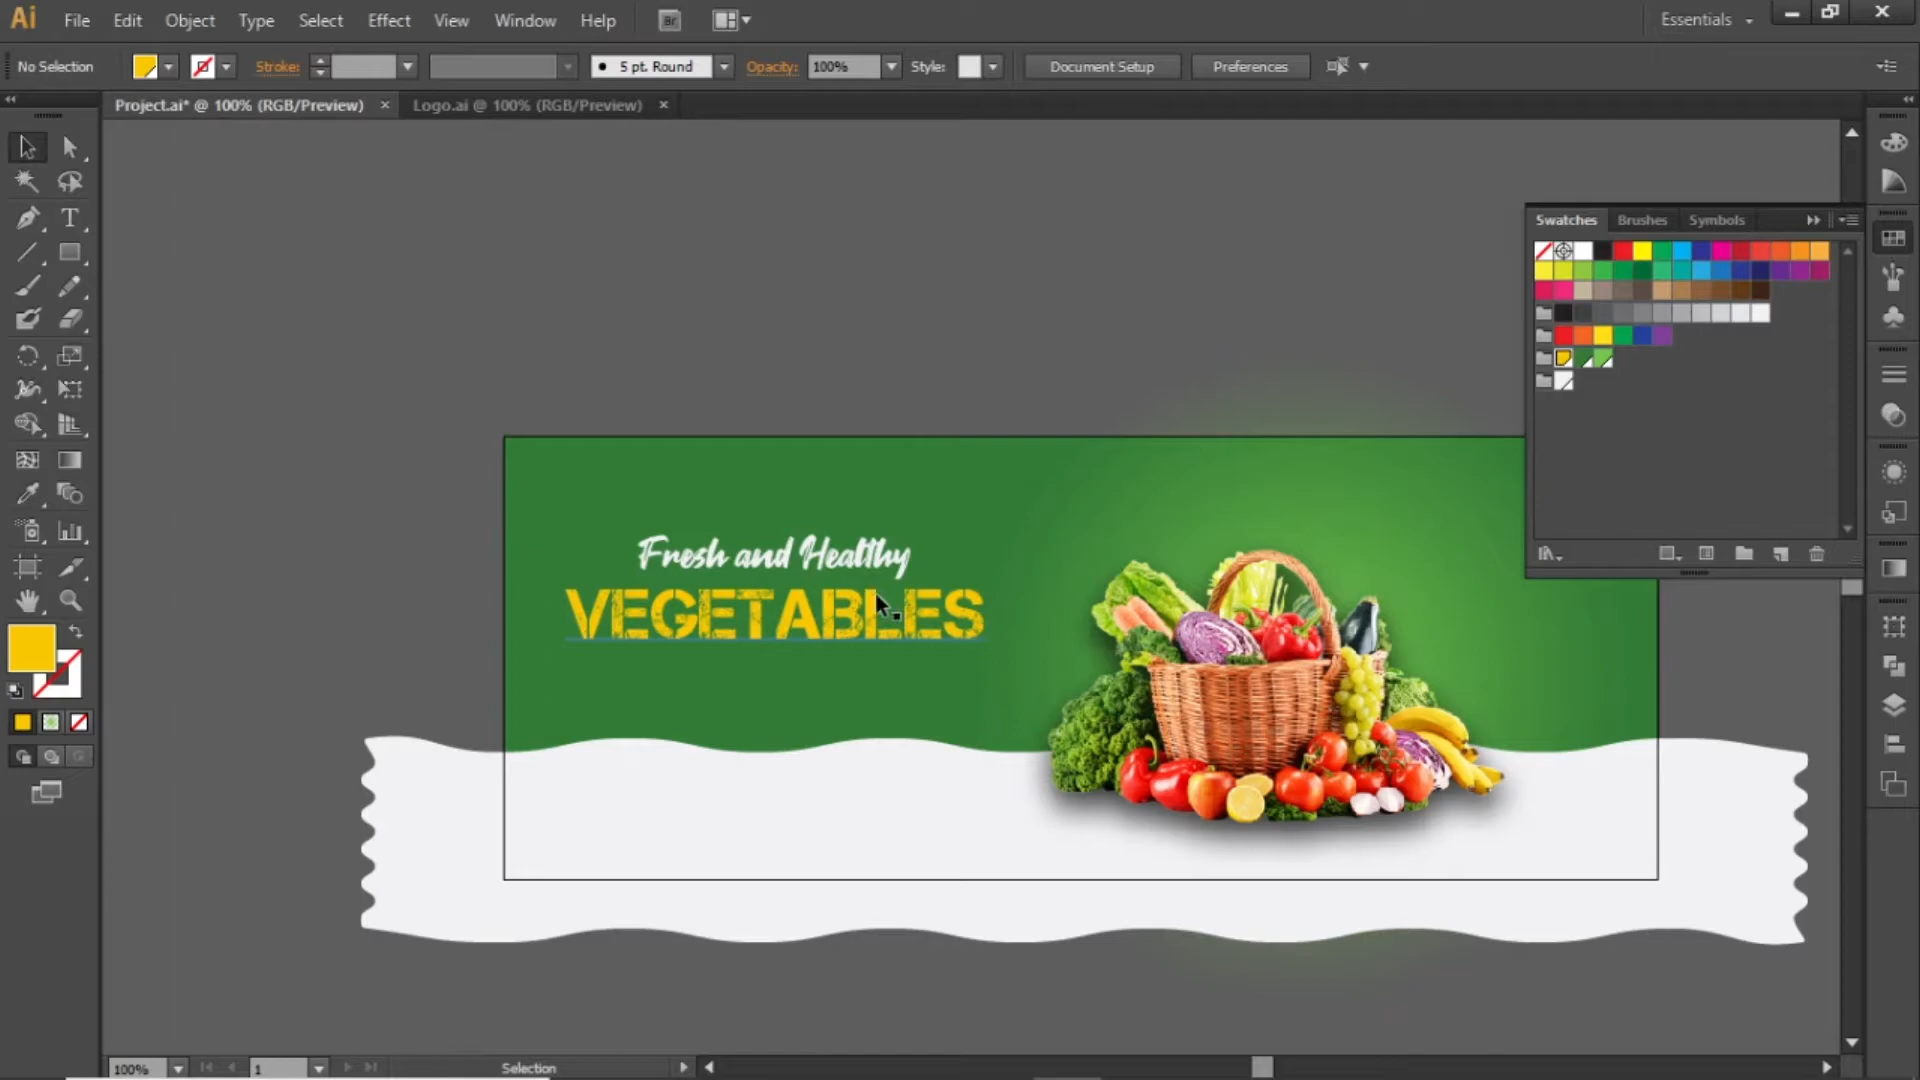 Ai File Edit Object Type Select Effect View Window Help Br Essentials
No Selection Stroke: 5 pt. Round Opacity: 100% Style: Document Setup Preferences
Project.ai* @ 100% (RGB/Preview) Logo.ai @ 100% (RGB/Preview)
Swatches Brushes Symbols
Fresh and Healthy
VEGETABLES
100% 1 Selection